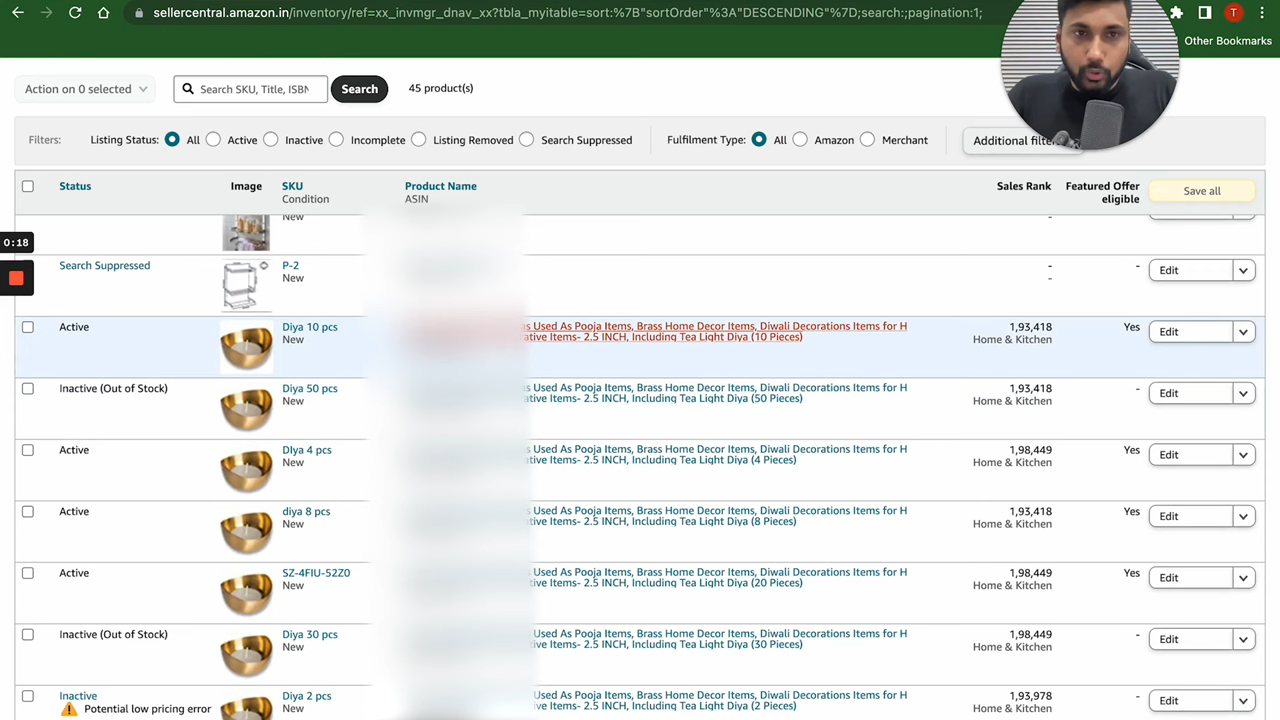 sellercentral.amazon.in/inventory/ref=xx_invmgr_dnav_xx?tbla_myitable=sort:%7B"sortOrder"%3A"DESCENDING"%7D;search:;pagination:1;
T
Other Bookmarks
Action on 0 selected
Search SKU, Title, ISBN
Search
45 product(s)
Filters:
Listing Status:
All
Active
Inactive
Incomplete
Listing Removed
Search Suppressed
Fulfilment Type:
All
Amazon
Merchant
Additional filte
Status
Image
SKU
Condition
Product Name
ASIN
Sales Rank
Featured Offer
eligible
Save all
0:18
New
-
Search Suppressed
P-2
New
-
-
-
Edit
Active
Diya 10 pcs
New
s Used As Pooja Items, Brass Home Decor Items, Diwali Decorations Items for H
ative Items- 2.5 INCH, Including Tea Light Diya (10 Pieces)
1,93,418
Home & Kitchen
Yes
Edit
Inactive (Out of Stock)
Diya 50 pcs
New
s Used As Pooja Items, Brass Home Decor Items, Diwali Decorations Items for H
ative Items- 2.5 INCH, Including Tea Light Diya (50 Pieces)
1,93,418
Home & Kitchen
-
Edit
Active
DIya 4 pcs
New
s Used As Pooja Items, Brass Home Decor Items, Diwali Decorations Items for H
ative Items- 2.5 INCH, Including Tea Light Diya (4 Pieces)
1,98,449
Home & Kitchen
Yes
Edit
Active
diya 8 pcs
New
s Used As Pooja Items, Brass Home Decor Items, Diwali Decorations Items for H
ative Items- 2.5 INCH, Including Tea Light Diya (8 Pieces)
1,93,418
Home & Kitchen
Yes
Edit
Active
SZ-4FIU-52Z0
New
s Used As Pooja Items, Brass Home Decor Items, Diwali Decorations Items for H
ative Items- 2.5 INCH, Including Tea Light Diya (20 Pieces)
1,98,449
Home & Kitchen
Yes
Edit
Inactive (Out of Stock)
Diya 30 pcs
New
s Used As Pooja Items, Brass Home Decor Items, Diwali Decorations Items for H
ative Items- 2.5 INCH, Including Tea Light Diya (30 Pieces)
1,98,449
Home & Kitchen
-
Edit
Inactive
Potential low pricing error
Diya 2 pcs
New
s Used As Pooja Items, Brass Home Decor Items, Diwali Decorations Items for H
ative Items- 2.5 INCH, Including Tea Light Diya (2 Pieces)
1,93,978
Home & Kitchen
-
Edit